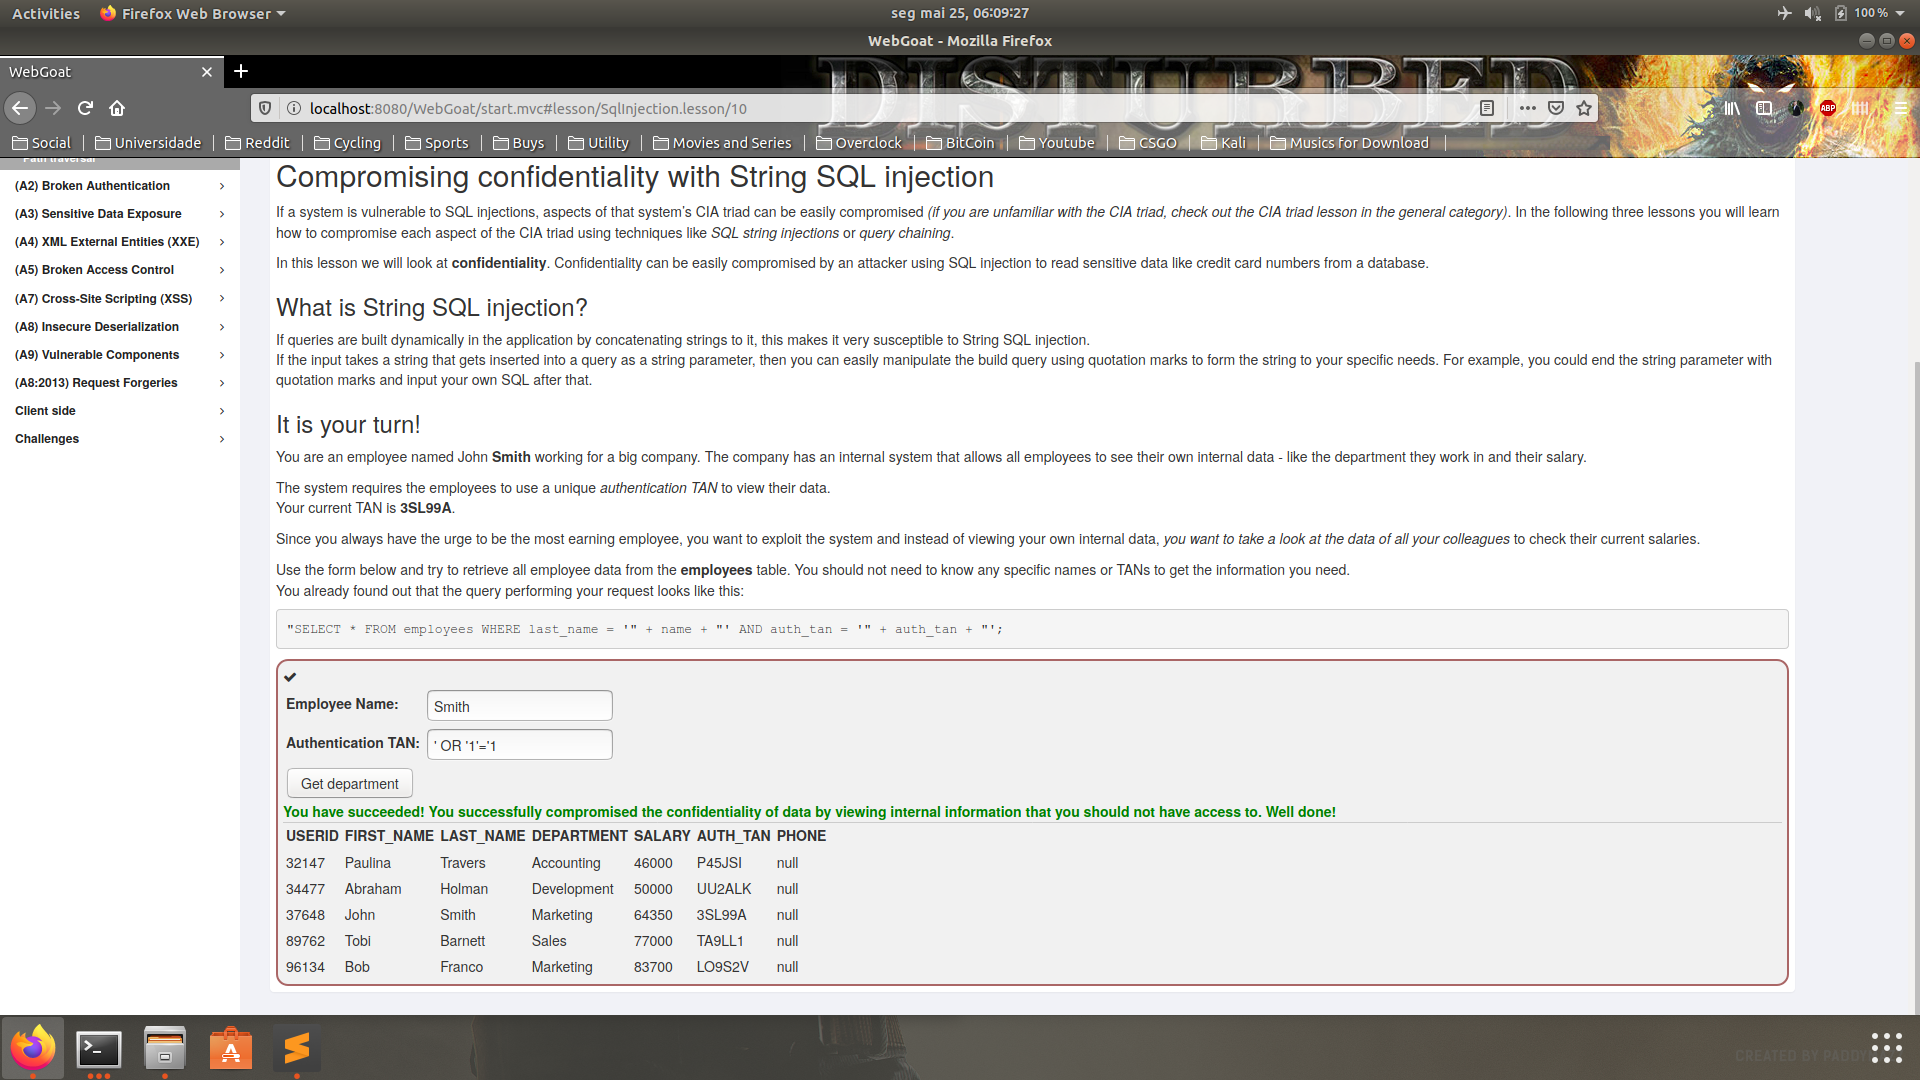 Activities Firefox Web Browser seg mai 25, 06:09:27 100 %
WebGoat - Mozilla Firefox
WebGoat
DISTURBED
localhost:8080/WebGoat/start.mvc#lesson/SqlInjection.lesson/10
ABP
Social Universidade Reddit Cycling Sports Buys Utility Movies and Series Overclock BitCoin Youtube CSGO Kali Musics for Download
Path traversal
(A2) Broken Authentication
(A3) Sensitive Data Exposure
(A4) XML External Entities (XXE)
(A5) Broken Access Control
(A7) Cross-Site Scripting (XSS)
(A8) Insecure Deserialization
(A9) Vulnerable Components
(A8:2013) Request Forgeries
Client side
Challenges
Compromising confidentiality with String SQL injection
If a system is vulnerable to SQL injections, aspects of that system's CIA triad can be easily compromised (if you are unfamiliar with the CIA triad, check out the CIA triad lesson in the general category). In the following three lessons you will learn
how to compromise each aspect of the CIA triad using techniques like SQL string injections or query chaining.
In this lesson we will look at confidentiality. Confidentiality can be easily compromised by an attacker using SQL injection to read sensitive data like credit card numbers from a database.
What is String SQL injection?
If queries are built dynamically in the application by concatenating strings to it, this makes it very susceptible to String SQL injection.
If the input takes a string that gets inserted into a query as a string parameter, then you can easily manipulate the build query using quotation marks to form the string to your specific needs. For example, you could end the string parameter with
quotation marks and input your own SQL after that.
It is your turn!
You are an employee named John Smith working for a big company. The company has an internal system that allows all employees to see their own internal data - like the department they work in and their salary.
The system requires the employees to use a unique authentication TAN to view their data.
Your current TAN is 3SL99A.
Since you always have the urge to be the most earning employee, you want to exploit the system and instead of viewing your own internal data, you want to take a look at the data of all your colleagues to check their current salaries.
Use the form below and try to retrieve all employee data from the employees table. You should not need to know any specific names or TANs to get the information you need.
You already found out that the query performing your request looks like this:
"SELECT * FROM employees WHERE last_name = '" + name + "' AND auth_tan = '" + auth_tan + "';
Employee Name: Smith
Authentication TAN: ' OR '1'='1
Get department
You have succeeded! You successfully compromised the confidentiality of data by viewing internal information that you should not have access to. Well done!
USERID FIRST_NAME LAST_NAME DEPARTMENT SALARY AUTH_TAN PHONE
32147 Paulina Travers Accounting 46000 P45JSI null
34477 Abraham Holman Development 50000 UU2ALK null
37648 John Smith Marketing 64350 3SL99A null
89762 Tobi Barnett Sales 77000 TA9LL1 null
96134 Bob Franco Marketing 83700 LO9S2V null